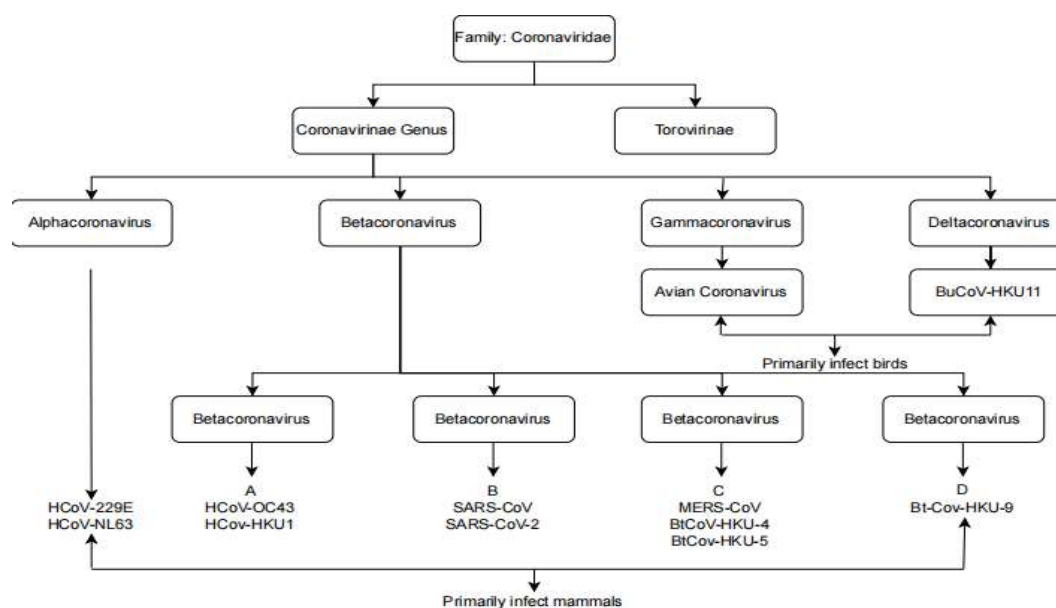 Family: Coronaviridae
Coronavirinae Genus
Torovirinae
Alphacoronavirus
Betacoronavirus
Gammacoronavirus
Deltacoronavirus
Avian Coronavirus
BuCoV-HKU11
Primarily infect birds
Betacoronavirus
Betacoronavirus
Betacoronavirus
Betacoronavirus
HCoV-229E
HCoV-NL63
A
HCoV-OC43
HCov-HKU1
B
SARS-CoV
SARS-CoV-2
C
MERS-CoV
BtCoV-HKU-4
BtCov-HKU-5
D
Bt-Cov-HKU-9
Primarily infect mammals